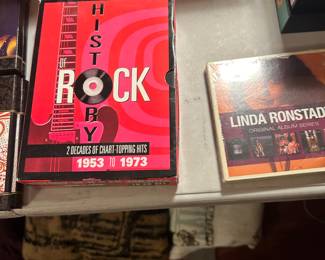 HISTORY
OF
ROCK
2 DECADES OF CHART-TOPPING HITS
1953 TO 1973
LINDA RONSTAD
ORIGINAL ALBUM SERIES